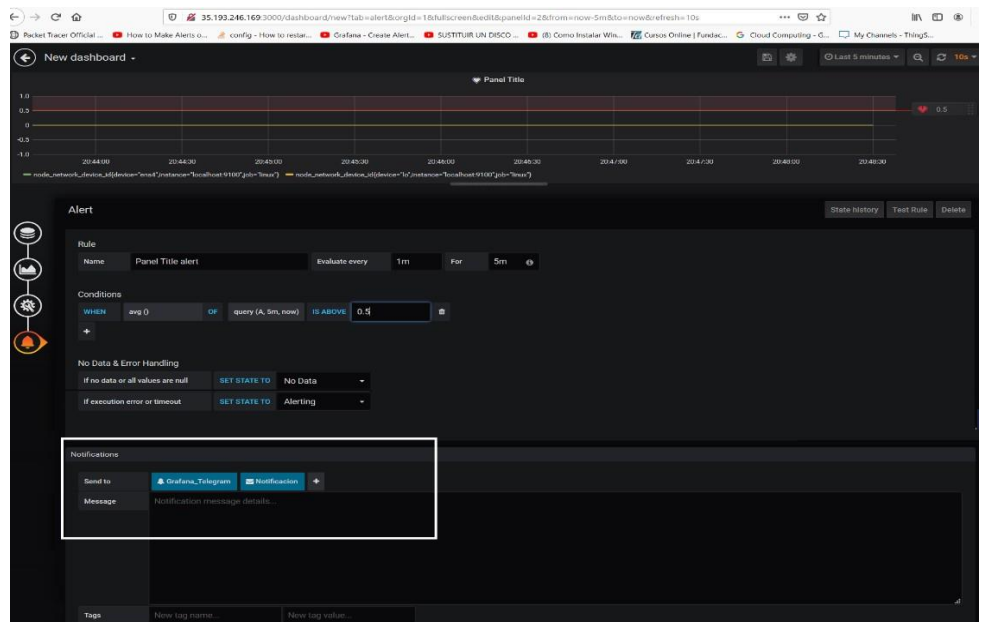 35.193.246.169:3000/dashboard/new?tab=alert&orgId=1&fullscreen&edit&panelId=2&from=now-5m&to=now&refresh=10s
Packet Tracer Official ... How to Make Alerts o... config - How to restar... Grafana - Create Alert... SUSTITUIR UN DISCO ... (8) Como Instalar Win... Cursos Online | Fundac... Cloud Computing - G... My Channels - ThingS...
New dashboard
Last 5 minutes 10s
Panel Title
1.0
0.5 0.5
0
-0.5
-1.0
20:44:00 20:44:30 20:45:00 20:45:30 20:46:00 20:46:30 20:47:00 20:47:30 20:48:00 20:48:30
node_network_device_id{device="ens4",instance="localhost:9100",job="linux"} node_network_device_id{device="lo",instance="localhost:9100",job="linux"}
Alert State history Test Rule Delete
Rule
Name Panel Title alert Evaluate every 1m For 5m
Conditions
WHEN avg () OF query (A, 5m, now) IS ABOVE 0.5
+
No Data & Error Handling
If no data or all values are null SET STATE TO No Data
If execution error or timeout SET STATE TO Alerting
Notifications
Send to Grafana_Telegram Notificacion +
Message Notification message details...
Tags New tag name... New tag value...